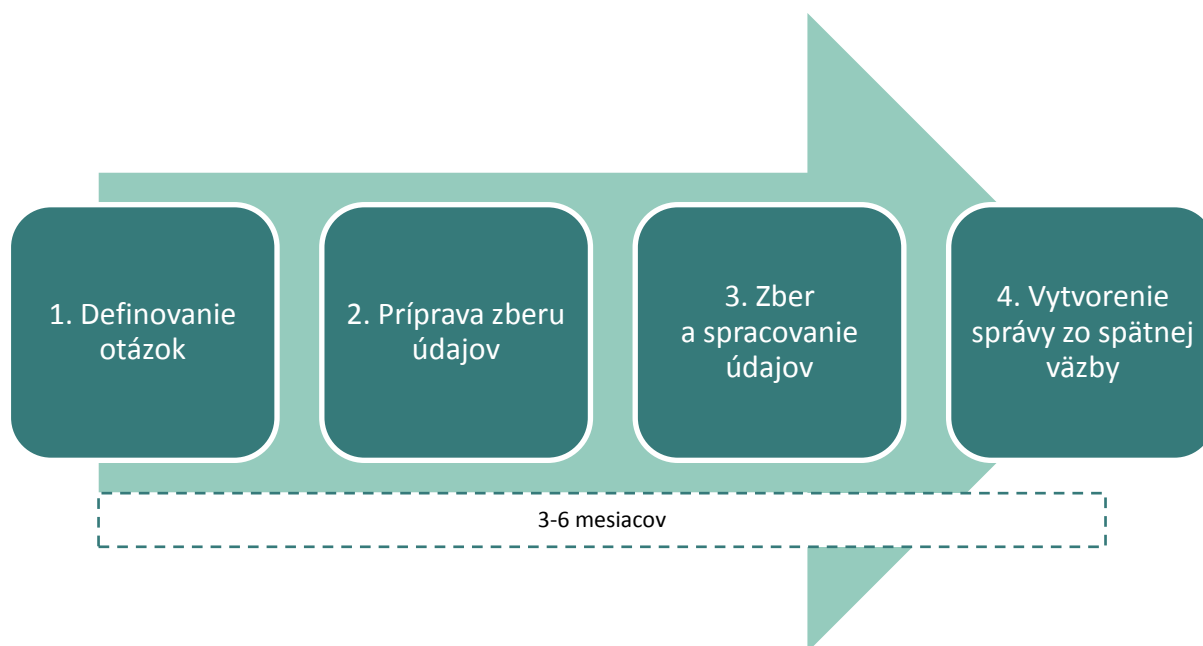 1. Definovanie
otázok
2. Príprava zberu
údajov
3. Zber
a spracovanie
údajov
4. Vytvorenie
správy zo spätnej
väzby
3-6 mesiacov